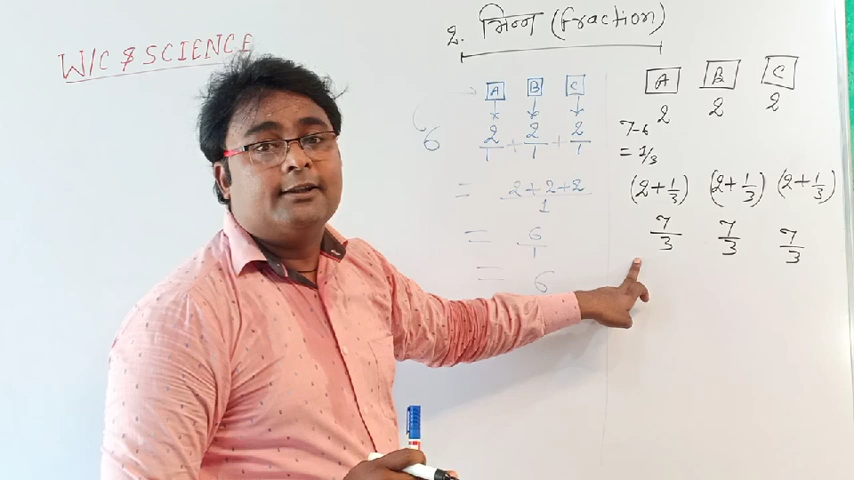 W/C & SCIENCE
2. भिन्न (fraction)
A B C
6 2/1 + 2/1 + 2/1
= 2+2+2/1
= 6/1
= 6
A B C
2 2 2
7-6
= 1/3
(2+1/3) (2+1/3) (2+1/3)
7/3 7/3 7/3